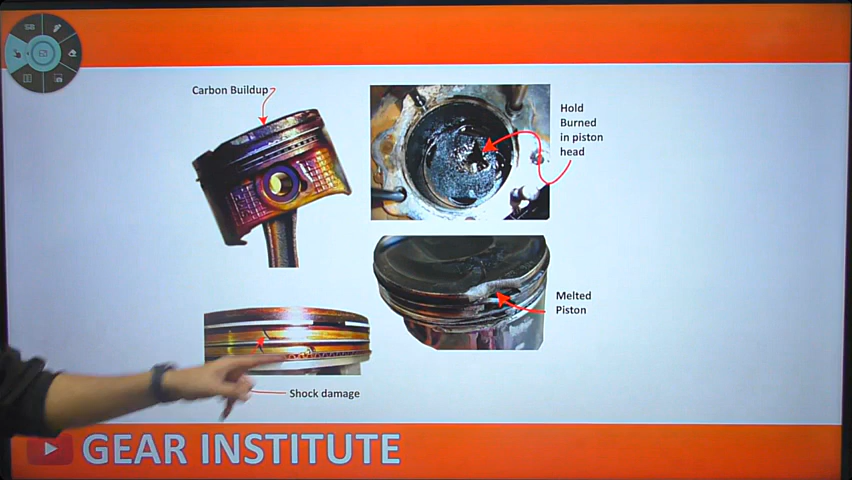 Carbon Buildup
Hold
Burned
in piston
head
Melted
Piston
Shock damage
GEAR INSTITUTE